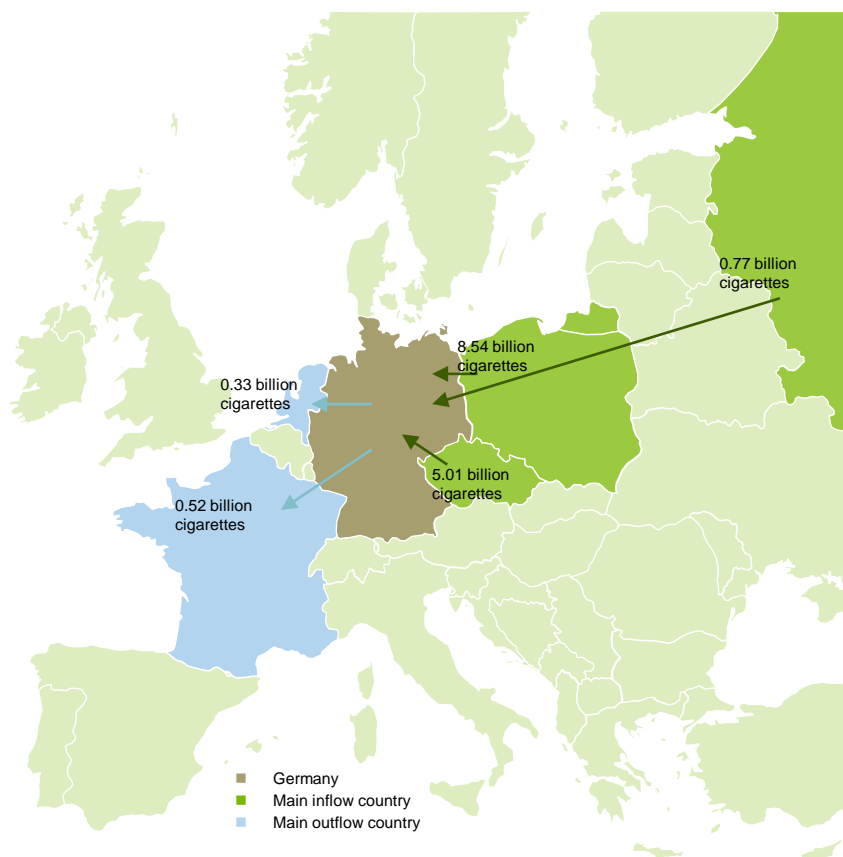 0.77 billion
cigarettes
8.54 billion
cigarettes
0.33 billion
cigarettes
5.01 billion
cigarettes
0.52 billion
cigarettes
Germany
Main inflow country
Main outflow country